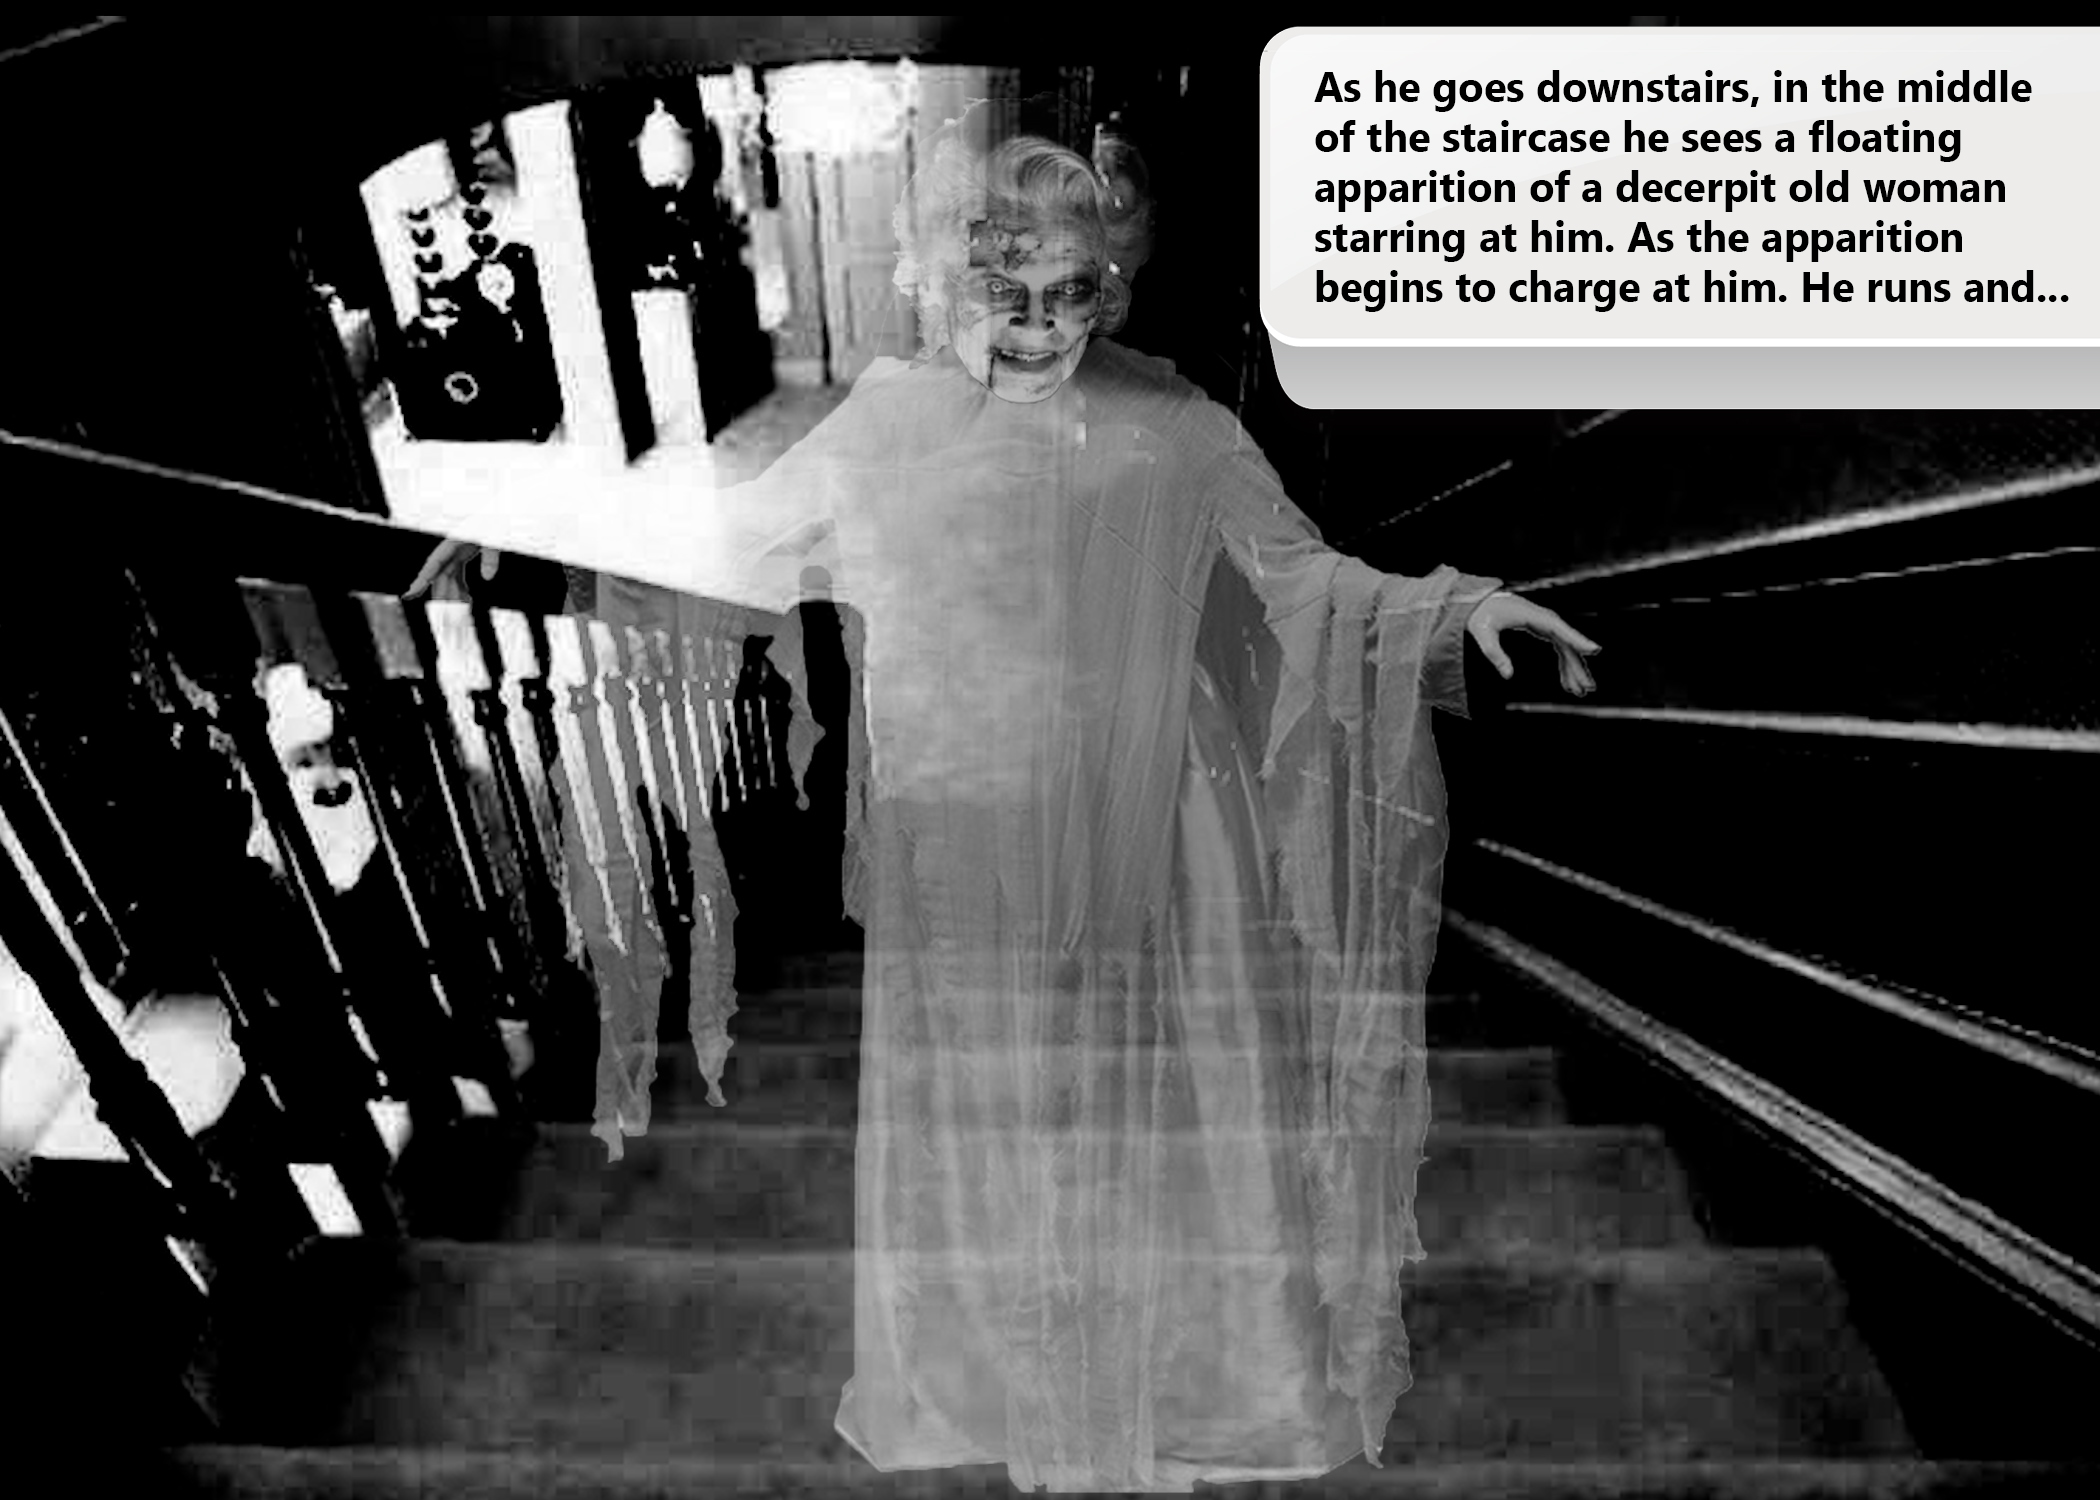 As he goes downstairs, in the middle
of the staircase he sees a floating
apparition of a decerpit old woman
starring at him. As the apparition
begins to charge at him. He runs and...